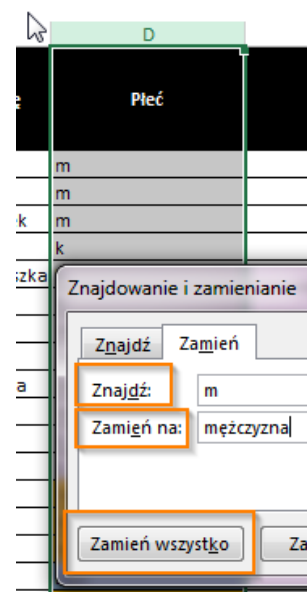 D
Płeć
m
m
k m
k
szka
Znajdowanie i zamienianie
Znajdź Zamień
a Znajdź: m
Zamień na: mężczyzna
Zamień wszystko Za